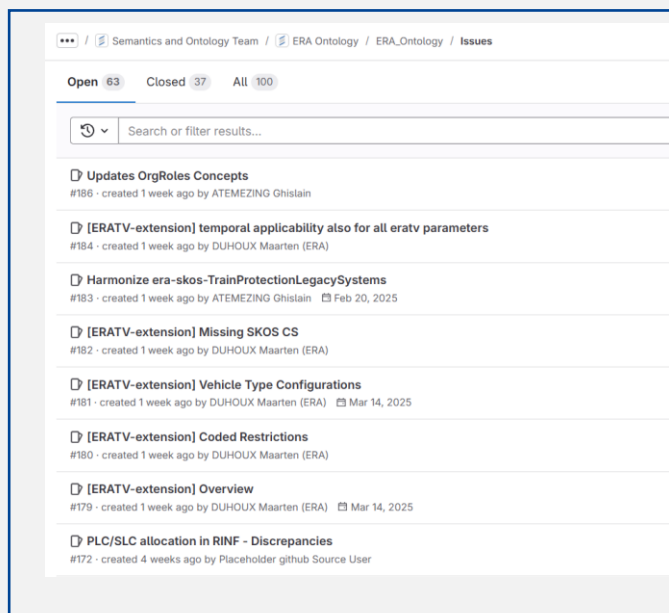 ••• / Semantics and Ontology Team / ERA Ontology / ERA_Ontology / Issues
Open 63 Closed 37 All 100
Search or filter results...
Updates OrgRoles Concepts
#186 · created 1 week ago by ATEMEZING Ghislain
[ERATV-extension] temporal applicability also for all eratv parameters
#184 · created 1 week ago by DUHOUX Maarten (ERA)
Harmonize era-skos-TrainProtectionLegacySystems
#183 · created 1 week ago by ATEMEZING Ghislain Feb 20, 2025
[ERATV-extension] Missing SKOS CS
#182 · created 1 week ago by DUHOUX Maarten (ERA)
[ERATV-extension] Vehicle Type Configurations
#181 · created 1 week ago by DUHOUX Maarten (ERA) Mar 14, 2025
[ERATV-extension] Coded Restrictions
#180 · created 1 week ago by DUHOUX Maarten (ERA)
[ERATV-extension] Overview
#179 · created 1 week ago by DUHOUX Maarten (ERA) Mar 14, 2025
PLC/SLC allocation in RINF - Discrepancies
#172 · created 4 weeks ago by Placeholder github Source User